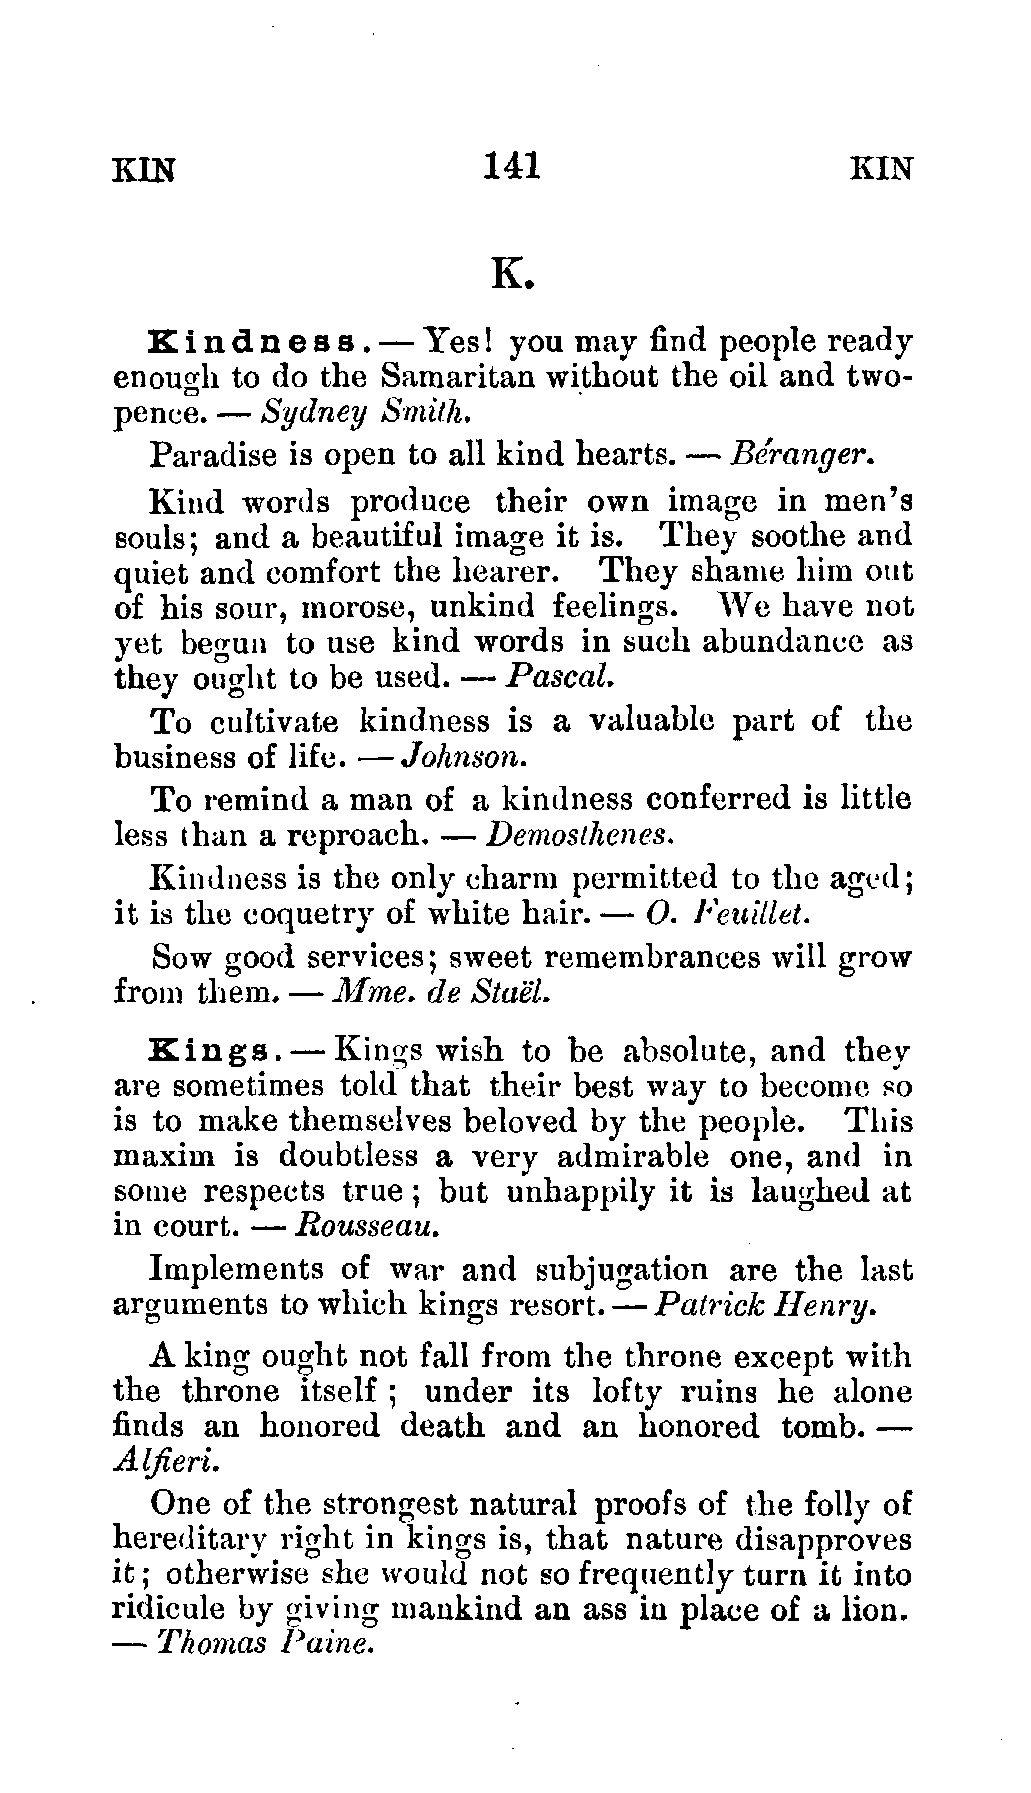 KIN 141 KIN
K.
Kindness. — Yes! you may find people ready
enough to do the Samaritan without the oil and two-
pence. — Sydney Smith.
Paradise is open to all kind hearts. — Béranger.
Kind words produce their own image in men's
souls; and a beautiful image it is. They soothe and
quiet and comfort the hearer. They shame him out
of his sour, morose, unkind feelings. We have not
yet begun to use kind words in such abundance as
they ought to be used. — Pascal.
To cultivate kindness is a valuable part of the
business of life. — Johnson.
To remind a man of a kindness conferred is little
less than a reproach. — Demosthenes.
Kindness is the only charm permitted to the aged;
it is the coquetry of white hair. — O. Feuillet.
Sow good services; sweet remembrances will grow
from them. — Mme. de Staël.
Kings. — Kings wish to be absolute, and they
are sometimes told that their best way to become so
is to make themselves beloved by the people. This
maxim is doubtless a very admirable one, and in
some respects true; but unhappily it is laughed at
in court. — Rousseau.
Implements of war and subjugation are the last
arguments to which kings resort. — Patrick Henry.
A king ought not fall from the throne except with
the throne itself; under its lofty ruins he alone
finds an honored death and an honored tomb. —
Alfieri.
One of the strongest natural proofs of the folly of
hereditary right in kings is, that nature disapproves
it; otherwise she would not so frequently turn it into
ridicule by giving mankind an ass in place of a lion.
— Thomas Paine.